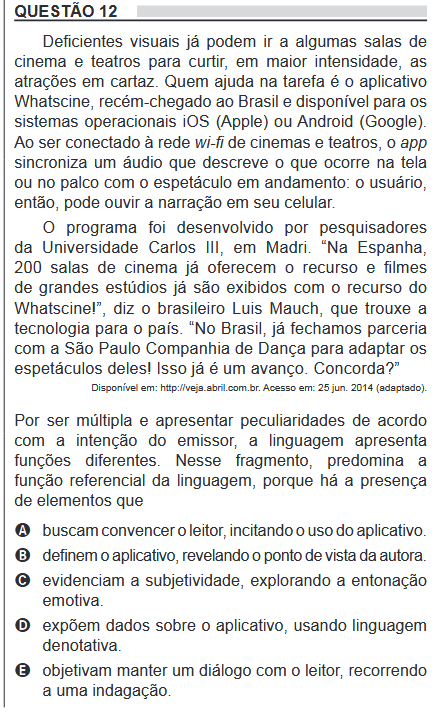 QUESTÃO 12
Deficientes visuais já podem ir a algumas salas de
cinema e teatros para curtir, em maior intensidade, as
atrações em cartaz. Quem ajuda na tarefa é o aplicativo
Whatscine, recém-chegado ao Brasil e disponível para os
sistemas operacionais iOS (Apple) ou Android (Google).
Ao ser conectado à rede wi-fi de cinemas e teatros, o app
sincroniza um áudio que descreve o que ocorre na tela
ou no palco com o espetáculo em andamento: o usuário,
então, pode ouvir a narração em seu celular.
O programa foi desenvolvido por pesquisadores
da Universidade Carlos III, em Madri. “Na Espanha,
200 salas de cinema já oferecem o recurso e filmes
de grandes estúdios já são exibidos com o recurso do
Whatscine!”, diz o brasileiro Luis Mauch, que trouxe a
tecnologia para o país. “No Brasil, já fechamos parceria
com a São Paulo Companhia de Dança para adaptar os
espetáculos deles! Isso já é um avanço. Concorda?”
Disponível em: http://veja.abril.com.br. Acesso em: 25 jun. 2014 (adaptado).
Por ser múltipla e apresentar peculiaridades de acordo
com a intenção do emissor, a linguagem apresenta
funções diferentes. Nesse fragmento, predomina a
função referencial da linguagem, porque há a presença
de elementos que
A buscam convencer o leitor, incitando o uso do aplicativo.
B definem o aplicativo, revelando o ponto de vista da autora.
C evidenciam a subjetividade, explorando a entonação
emotiva.
D expõem dados sobre o aplicativo, usando linguagem
denotativa.
E objetivam manter um diálogo com o leitor, recorrendo
a uma indagação.